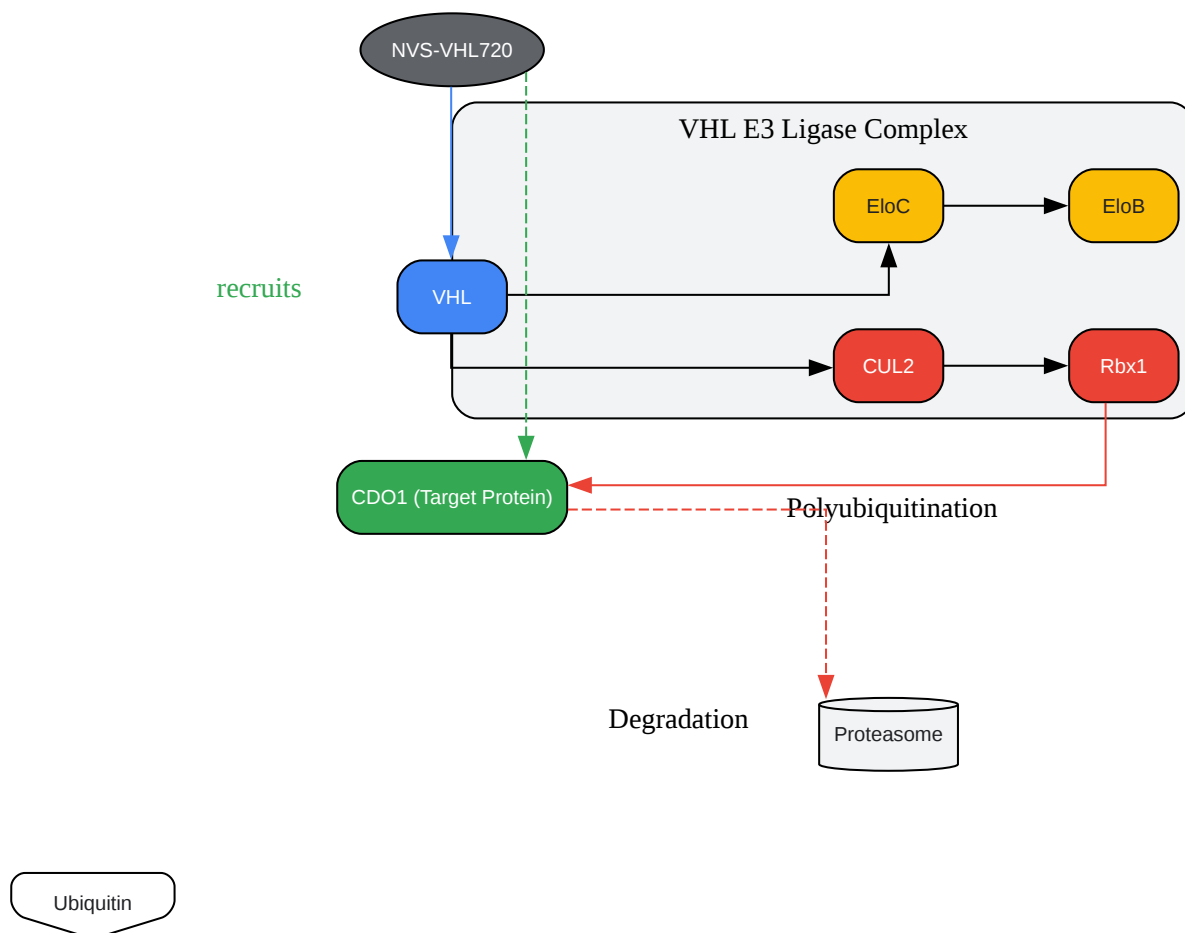 NVS-VHL720
VHL E3 Ligase Complex
EloC
EloB
recruits
VHL
CUL2
Rbx1
CDO1 (Target Protein)
Polyubiquitination
Degradation
Proteasome
Ubiquitin